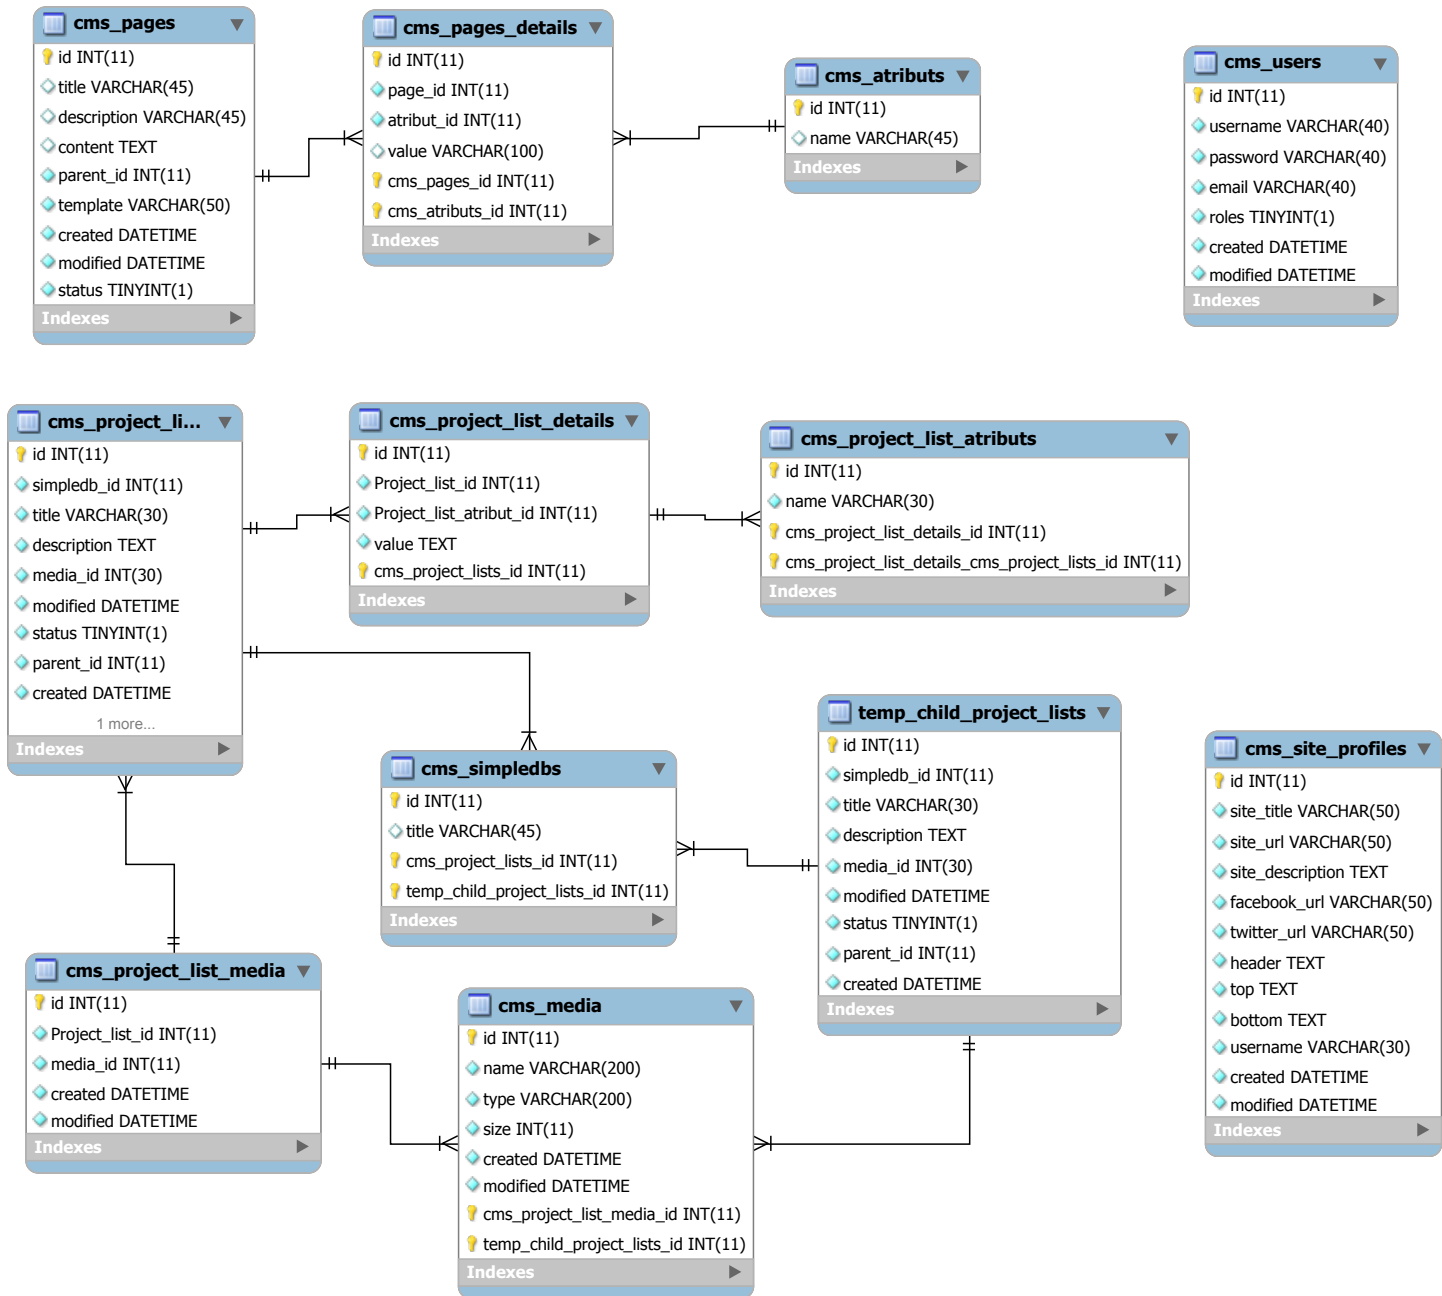 cms_pages
id INT(11)
title VARCHAR(45)
description VARCHAR(45)
content TEXT
parent_id INT(11)
template VARCHAR(50)
created DATETIME
modified DATETIME
status TINYINT(1)
Indexes
cms_pages_details
id INT(11)
page_id INT(11)
atribut_id INT(11)
value VARCHAR(100)
cms_pages_id INT(11)
cms_atributs_id INT(11)
Indexes
cms_atributs
id INT(11)
name VARCHAR(45)
Indexes
cms_users
id INT(11)
username VARCHAR(40)
password VARCHAR(40)
email VARCHAR(40)
roles TINYINT(1)
created DATETIME
modified DATETIME
Indexes
cms_project_li...
id INT(11)
simpledb_id INT(11)
title VARCHAR(30)
description TEXT
media_id INT(30)
modified DATETIME
status TINYINT(1)
parent_id INT(11)
created DATETIME
1 more...
Indexes
cms_project_list_details
id INT(11)
Project_list_id INT(11)
Project_list_atribut_id INT(11)
value TEXT
cms_project_lists_id INT(11)
Indexes
cms_project_list_atributs
id INT(11)
name VARCHAR(30)
cms_project_list_details_id INT(11)
cms_project_list_details_cms_project_lists_id INT(11)
Indexes
cms_simpledbs
id INT(11)
title VARCHAR(45)
cms_project_lists_id INT(11)
temp_child_project_lists_id INT(11)
Indexes
temp_child_project_lists
id INT(11)
simpledb_id INT(11)
title VARCHAR(30)
description TEXT
media_id INT(30)
modified DATETIME
status TINYINT(1)
parent_id INT(11)
created DATETIME
Indexes
cms_site_profiles
id INT(11)
site_title VARCHAR(50)
site_url VARCHAR(50)
site_description TEXT
facebook_url VARCHAR(50)
twitter_url VARCHAR(50)
header TEXT
top TEXT
bottom TEXT
username VARCHAR(30)
created DATETIME
modified DATETIME
Indexes
cms_project_list_media
id INT(11)
Project_list_id INT(11)
media_id INT(11)
created DATETIME
modified DATETIME
Indexes
cms_media
id INT(11)
name VARCHAR(200)
type VARCHAR(200)
size INT(11)
created DATETIME
modified DATETIME
cms_project_list_media_id INT(11)
temp_child_project_lists_id INT(11)
Indexes